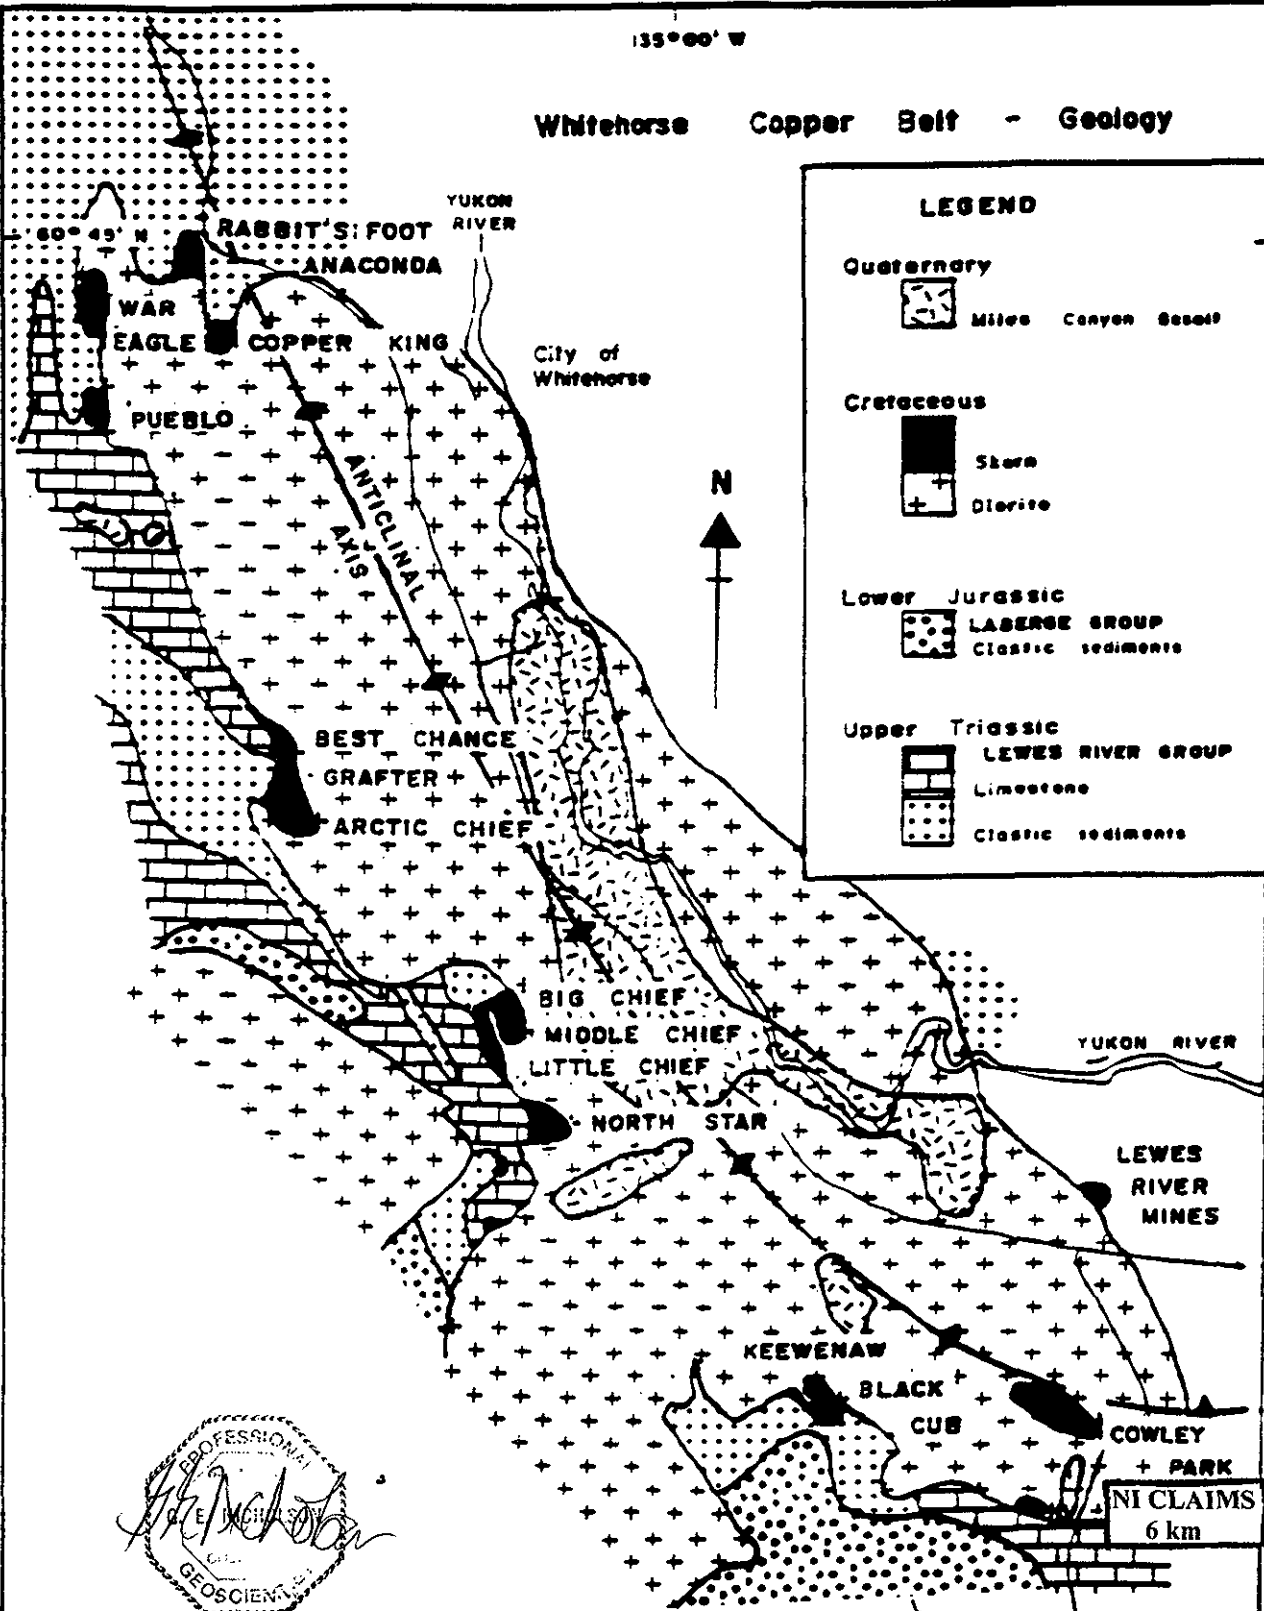 135°00' W
Whitehorse Copper Belt - Geology
LEGEND
Quaternary
Miles Canyon Basalt
Cretaceous
Skarn
Diorite
Lower Jurassic
LABERGE GROUP
Clastic sediments
Upper Triassic
LEWES RIVER GROUP
Limestone
Clastic sediments
60° 45' N
RABBIT'S FOOT
ANACONDA
YUKON
RIVER
WAR
EAGLE
COPPER KING
City of
Whitehorse
PUEBLO
N
ANTICLINAL
AXIS
BEST CHANCE
GRAFTER
ARCTIC CHIEF
BIG CHIEF
MIDDLE CHIEF
LITTLE CHIEF
NORTH STAR
YUKON RIVER
LEWES
RIVER
MINES
KEEWENAW
BLACK
CUB
COWLEY
PARK
NI CLAIMS
6 km
PROFESSIONAL
GEOSCIENTIST